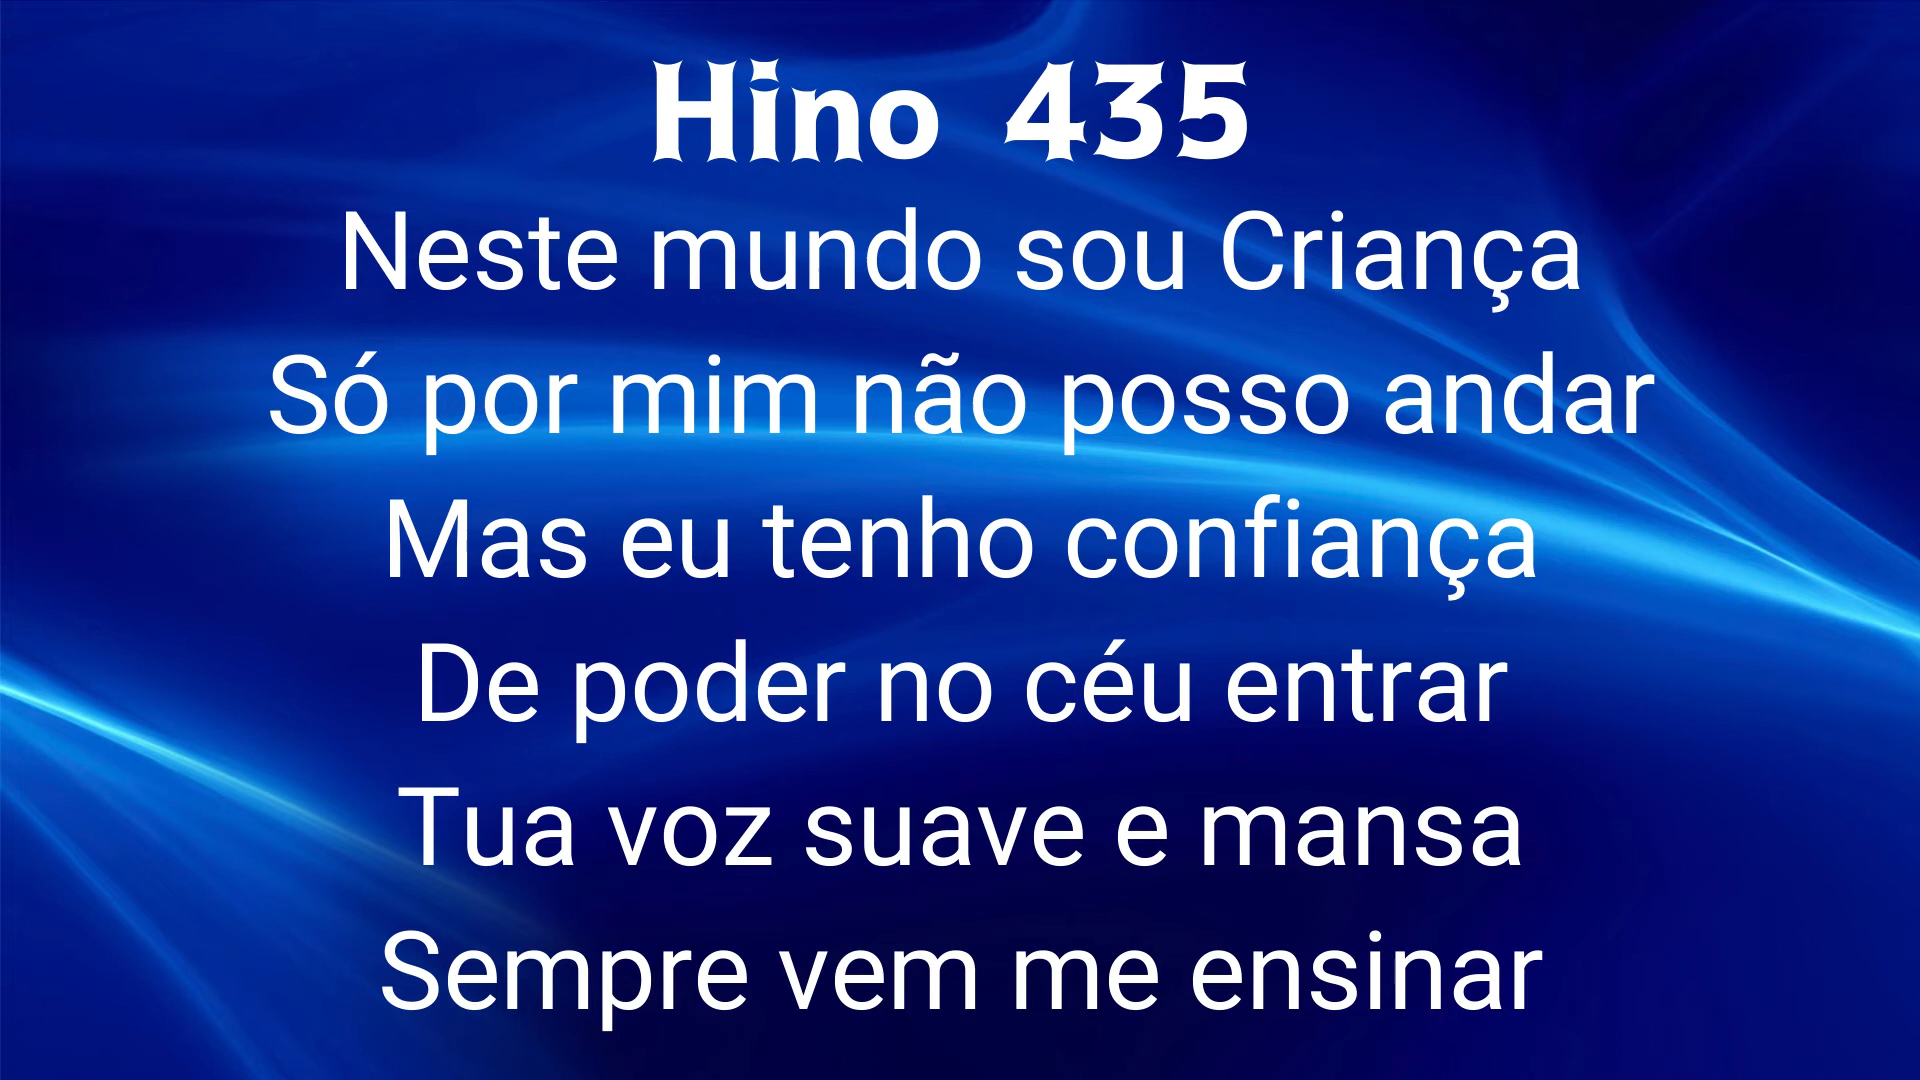 Hino 435
Neste mundo sou Criança
Só por mim não posso andar
Mas eu tenho confiança
De poder no céu entrar
Tua voz suave e mansa
Sempre vem me ensinar